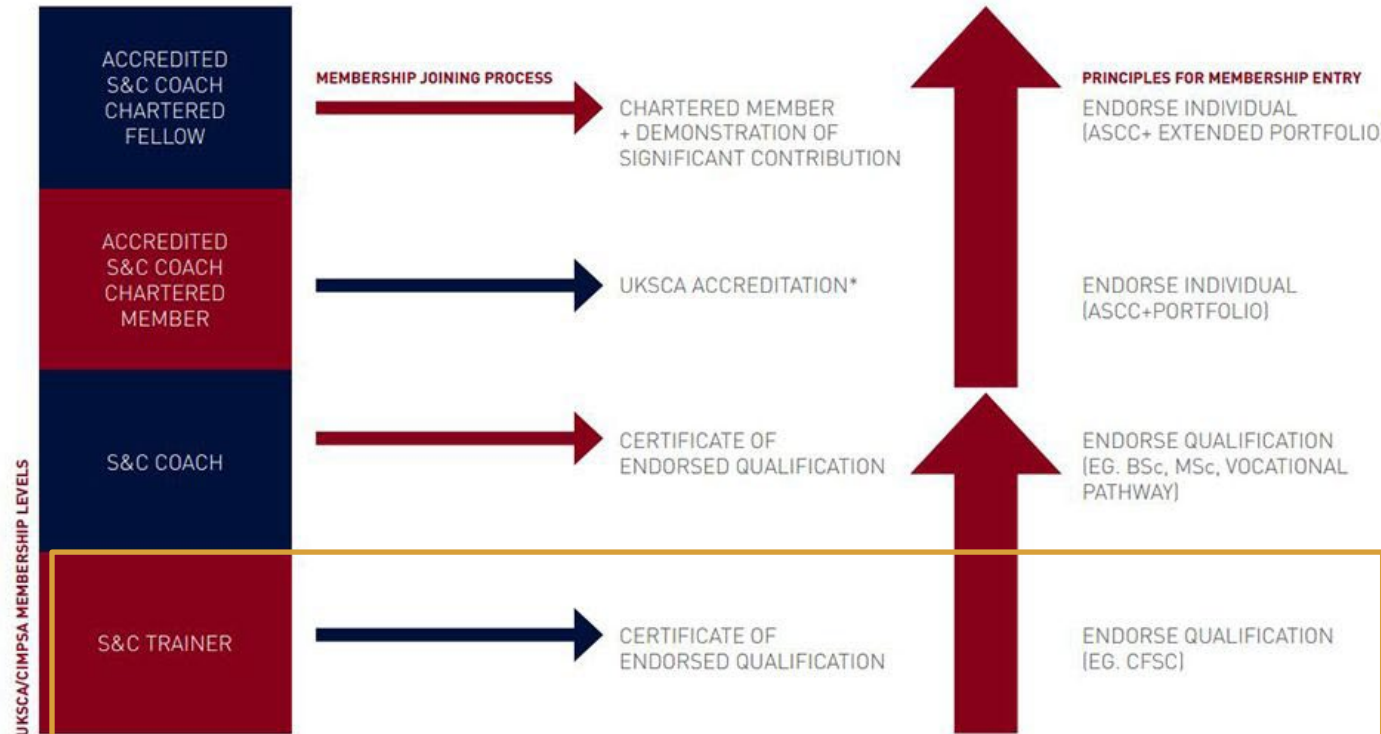 ACCREDITED
S&C COACH
CHARTERED
FELLOW
MEMBERSHIP JOINING PROCESS
CHARTERED MEMBER
+ DEMONSTRATION OF
SIGNIFICANT CONTRIBUTION
PRINCIPLES FOR MEMBERSHIP ENTRY
ENDORSE INDIVIDUAL
(ASCC+ EXTENDED PORTFOLIO
ACCREDITED
S&C COACH
CHARTERED
MEMBER
UKSCA ACCREDITATION*
ENDORSE INDIVIDUAL
(ASCC+PORTFOLIO)
S&C COACH
CERTIFICATE OF
ENDORSED QUALIFICATION
ENDORSE QUALIFICATION
(EG. BSc, MSc, VOCATIONAL
PATHWAY)
S&C TRAINER
CERTIFICATE OF
ENDORSED QUALIFICATION
ENDORSE QUALIFICATION
(EG. CFSC)
UKSCA/CIMPSA MEMBERSHIP LEVELS